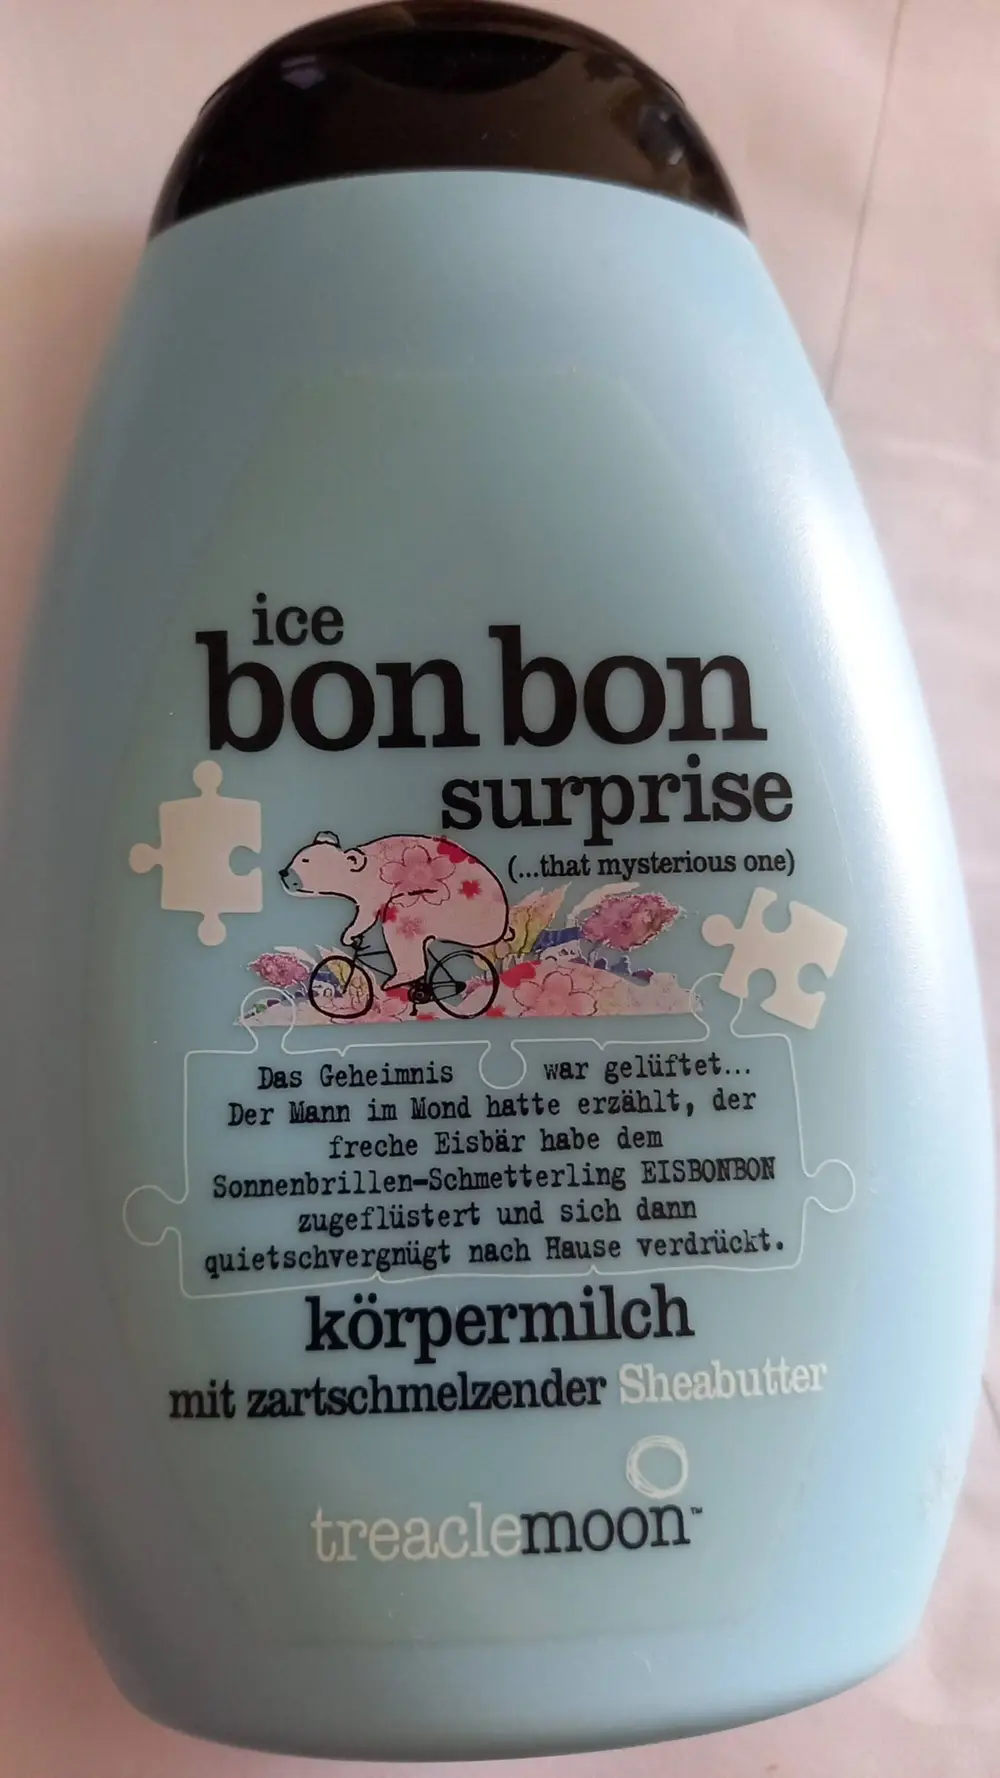 ice
bon bon
surprise
(...that mysterious one)
Das Geheimnis war gelüftet...
Der Mann im Mond hatte erzählt, der
freche Eisbär habe dem
Sonnenbrillen-Schmetterling EISBONBON
zugeflüstert und sich dann
quietschvergnügt nach Hause verdrückt.
körpermilch
mit zartschmelzender Sheabutter
treaclemoon™